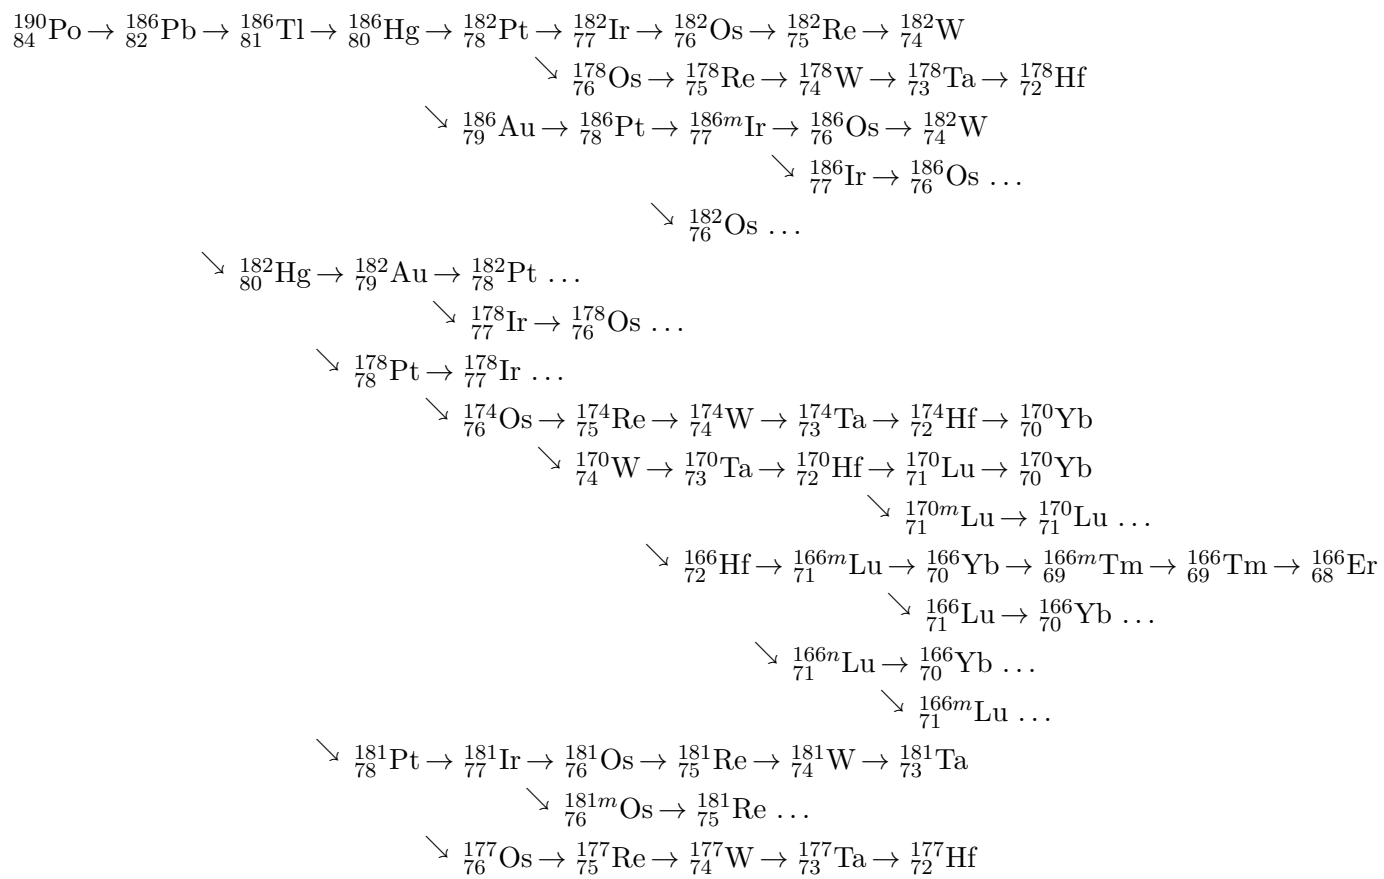 ¹⁹⁰₈₄Po → ¹⁸⁶₈₂Pb → ¹⁸⁶₈₁Tl → ¹⁸⁶₈₀Hg → ¹⁸²₇₈Pt → ¹⁸²₇₇Ir → ¹⁸²₇₆Os → ¹⁸²₇₅Re → ¹⁸²₇₄W
↘ ¹⁷⁸₇₆Os → ¹⁷⁸₇₅Re → ¹⁷⁸₇₄W → ¹⁷⁸₇₃Ta → ¹⁷⁸₇₂Hf
↘ ¹⁸⁶₇₉Au → ¹⁸⁶₇₈Pt → ¹⁸⁶ᵐ₇₇Ir → ¹⁸⁶₇₆Os → ¹⁸²₇₄W
↘ ¹⁸⁶₇₇Ir → ¹⁸⁶₇₆Os ...
↘ ¹⁸²₇₆Os ...
↘ ¹⁸²₈₀Hg → ¹⁸²₇₉Au → ¹⁸²₇₈Pt ...
↘ ¹⁷⁸₇₇Ir → ¹⁷⁸₇₆Os ...
↘ ¹⁷⁸₇₈Pt → ¹⁷⁸₇₇Ir ...
↘ ¹⁷⁴₇₆Os → ¹⁷⁴₇₅Re → ¹⁷⁴₇₄W → ¹⁷⁴₇₃Ta → ¹⁷⁴₇₂Hf → ¹⁷⁰₇₀Yb
↘ ¹⁷⁰₇₄W → ¹⁷⁰₇₃Ta → ¹⁷⁰₇₂Hf → ¹⁷⁰₇₁Lu → ¹⁷⁰₇₀Yb
↘ ¹⁷⁰ᵐ₇₁Lu → ¹⁷⁰₇₁Lu ...
↘ ¹⁶⁶₇₂Hf → ¹⁶⁶ᵐ₇₁Lu → ¹⁶⁶₇₀Yb → ¹⁶⁶ᵐ₆₉Tm → ¹⁶⁶₆₉Tm → ¹⁶⁶₆₈Er
↘ ¹⁶⁶₇₁Lu → ¹⁶⁶₇₀Yb ...
↘ ¹⁶⁶ⁿ₇₁Lu → ¹⁶⁶₇₀Yb ...
↘ ¹⁶⁶ᵐ₇₁Lu ...
↘ ¹⁸¹₇₈Pt → ¹⁸¹₇₇Ir → ¹⁸¹₇₆Os → ¹⁸¹₇₅Re → ¹⁸¹₇₄W → ¹⁸¹₇₃Ta
↘ ¹⁸¹ᵐ₇₆Os → ¹⁸¹₇₅Re ...
↘ ¹⁷⁷₇₆Os → ¹⁷⁷₇₅Re → ¹⁷⁷₇₄W → ¹⁷⁷₇₃Ta → ¹⁷⁷₇₂Hf